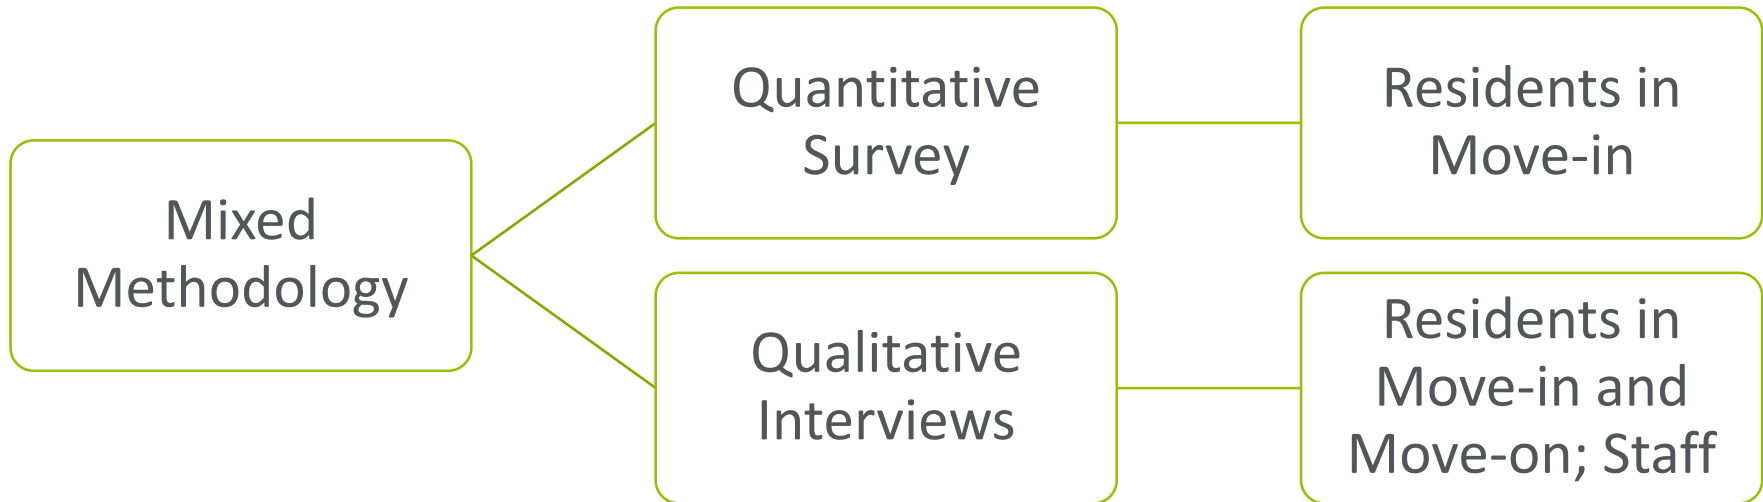 Mixed
Methodology
Quantitative
Survey
Residents in
Move-in
Qualitative
Interviews
Residents in
Move-in and
Move-on; Staff